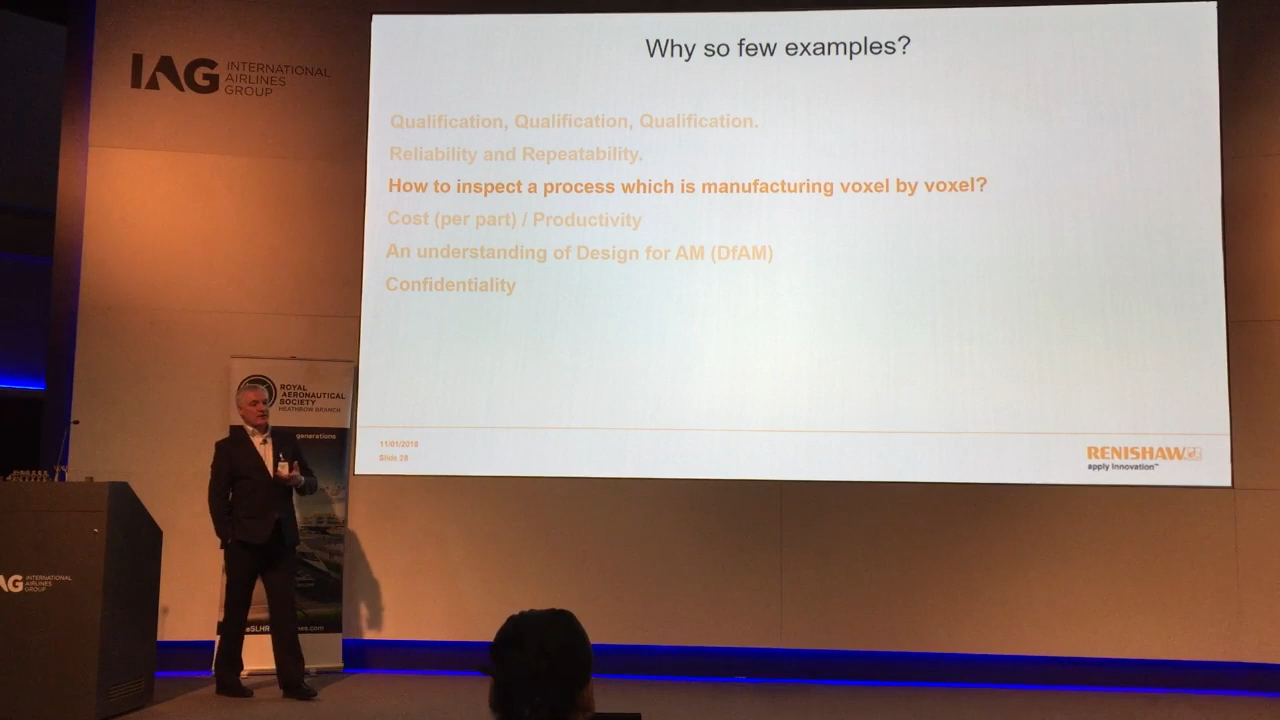 IAG INTERNATIONAL
AIRLINES
GROUP
Why so few examples?
Qualification, Qualification, Qualification.
Reliability and Repeatability.
How to inspect a process which is manufacturing voxel by voxel?
Cost (per part) / Productivity
An understanding of Design for AM (DfAM)
Confidentiality
11/01/2018
Slide 28
RENISHAW
apply innovation™
ROYAL
AERONAUTICAL
SOCIETY
HEATHROW BRANCH
generations
AG INTERNATIONAL
AIRLINES
GROUP